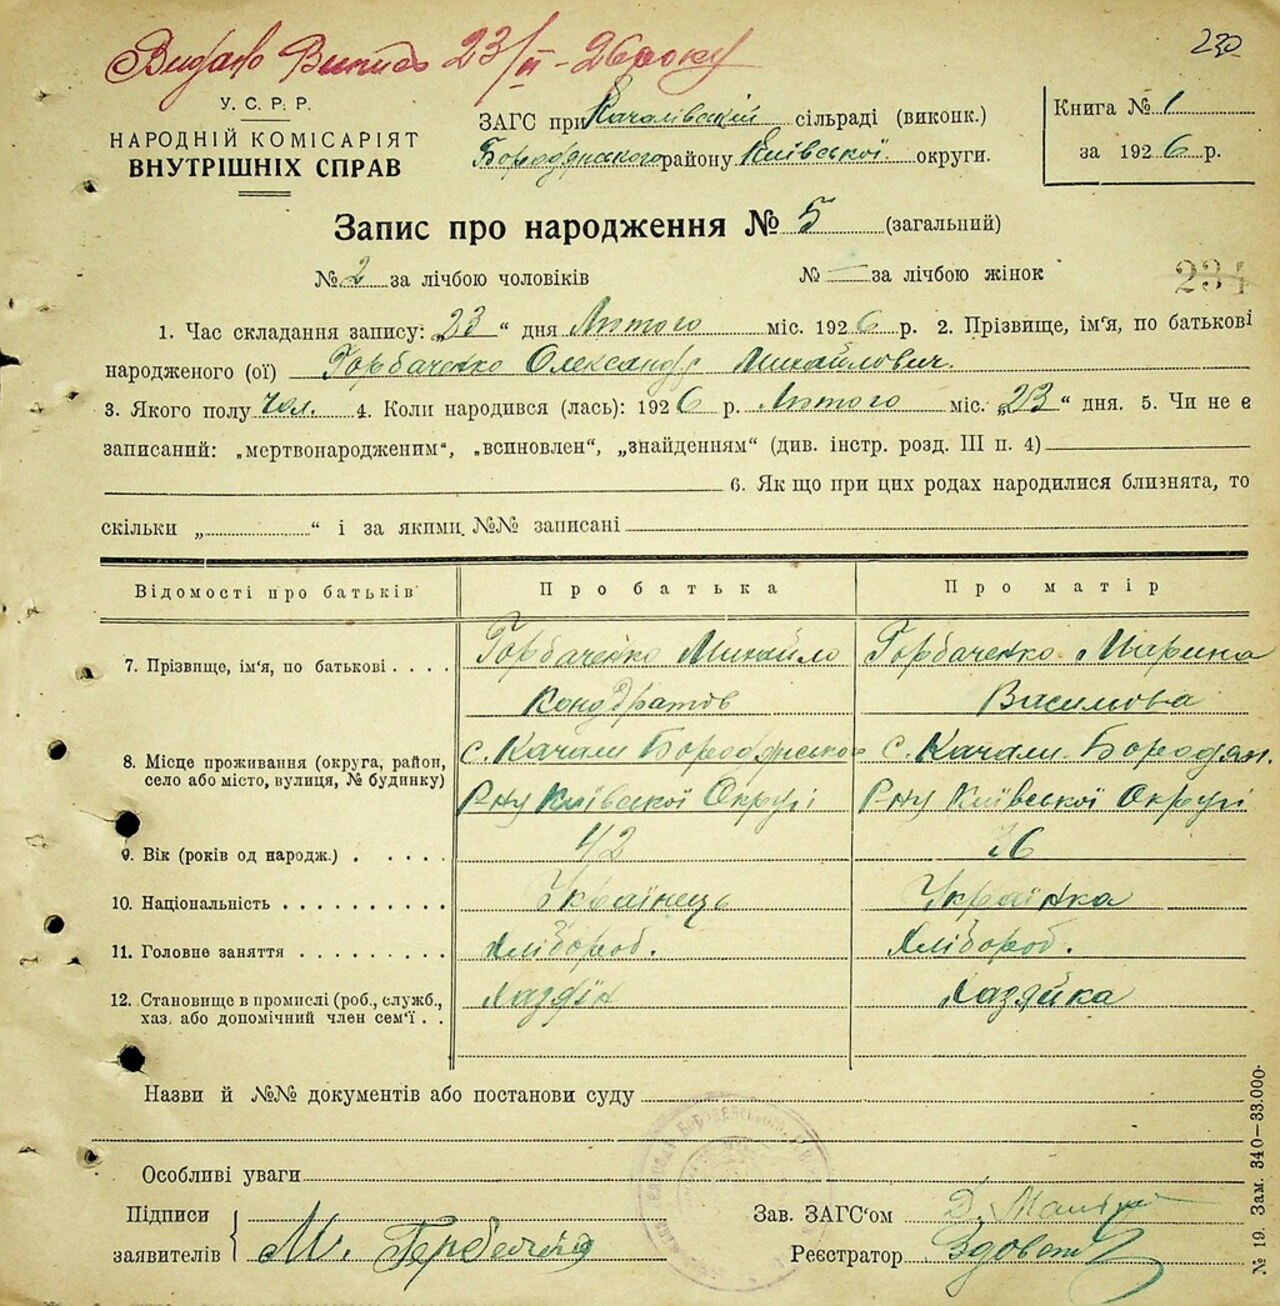 Видано Випись 23/II - 26 року
230
У. С. Р. Р.
НАРОДНІЙ КОМІСАРІЯТ
ВНУТРІШНІХ СПРАВ
ЗАГС при Качалівській сільраді (виконк.)
Бородянського району Київської округи.
Книга № 1
за 1926 р.
Запис про народження № 5 (загальний)
№ 2 за лічбою чоловіків № — за лічбою жінок
234
1. Час складання запису: „23“ дня Лютого міс. 1926 р. 2. Прізвище, ім'я, по батькові
народженого (ої) Горбаченко Олександр Михайлович.
3. Якого полу чол. 4. Коли народився (лась): 1926 р. Лютого міс. „23“ дня. 5. Чи не є
записаний: „мертвонародженим“, „всиновлен“, „знайденням“ (див. інстр. розд. III п. 4)
6. Як що при цих родах народилися близнята, то
скільки „ “ і за якими №№ записані
Відомості про батьків Про батька Про матір
7. Прізвище, ім'я, по батькові . . . . Горбаченко Михайло Горбаченко Марина
Кондратов Василова
8. Місце проживання (округа, район,
село або місто, вулиця, № будинку)
с. Качали Бородянсько с. Качали Бородян.
Р-ну Київської Округі Р-ну Київської Округі
9. Вік (років од народж.) . . . . . 42 36
10. Національність . . . . . . . . . . Українець Українка
11. Головне заняття . . . . . . . . . Хлібороб. Хлібороб.
12. Становище в промислі (роб., служб.,
хаз. або допомічний член сем'ї . .
Хазяїн Хазяйка
Назви й №№ документів або постанови суду
Особливі уваги
Підписи
заявителів
М. Горбаченко
Зав. ЗАГС'ом Д.
Реєстратор
№ 19. Зам. 340—33.000.